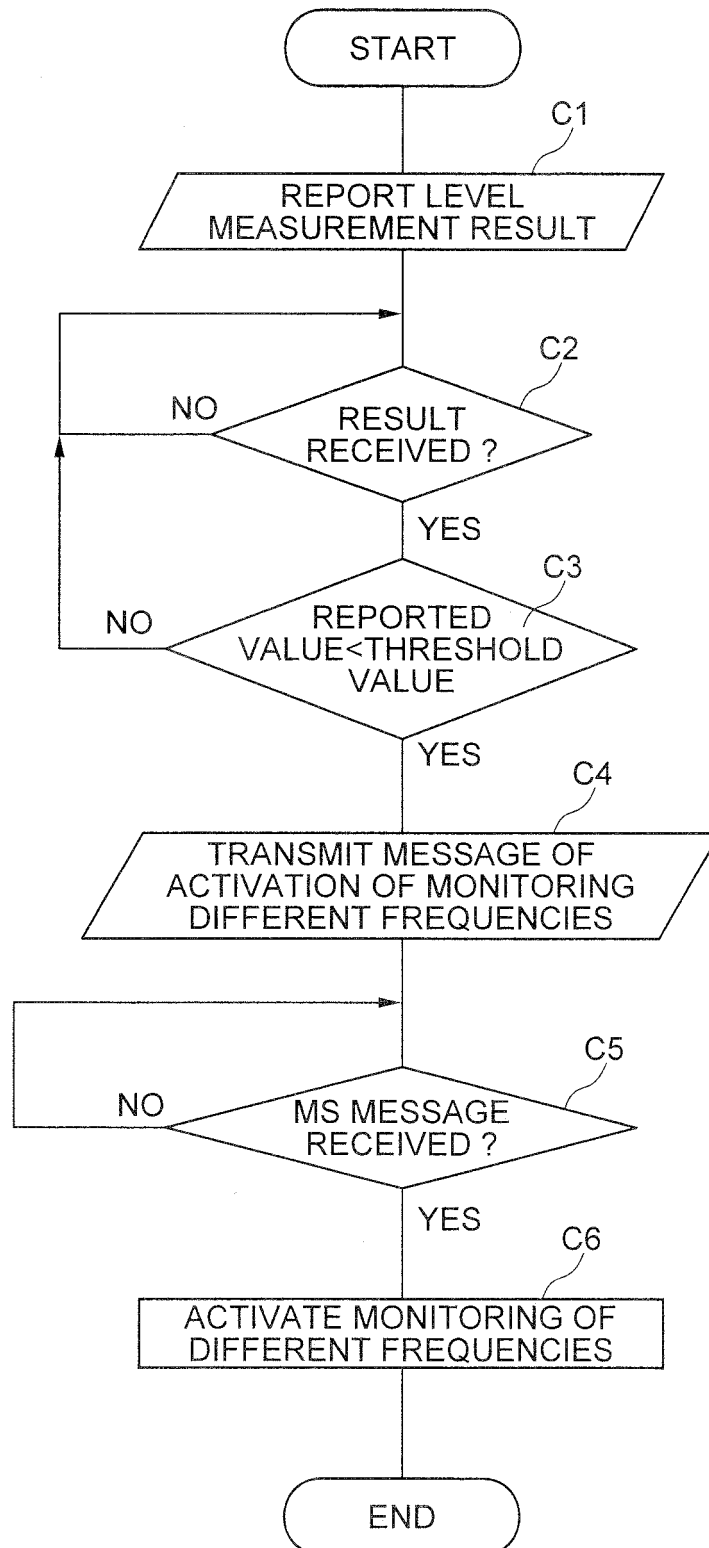 START
C1
REPORT LEVEL
MEASUREMENT RESULT
C2
NO
RESULT
RECEIVED ?
YES
C3
NO
REPORTED
VALUE<THRESHOLD
VALUE
YES
C4
TRANSMIT MESSAGE OF
ACTIVATION OF MONITORING
DIFFERENT FREQUENCIES
C5
NO
MS MESSAGE
RECEIVED ?
YES
C6
ACTIVATE MONITORING OF
DIFFERENT FREQUENCIES
END